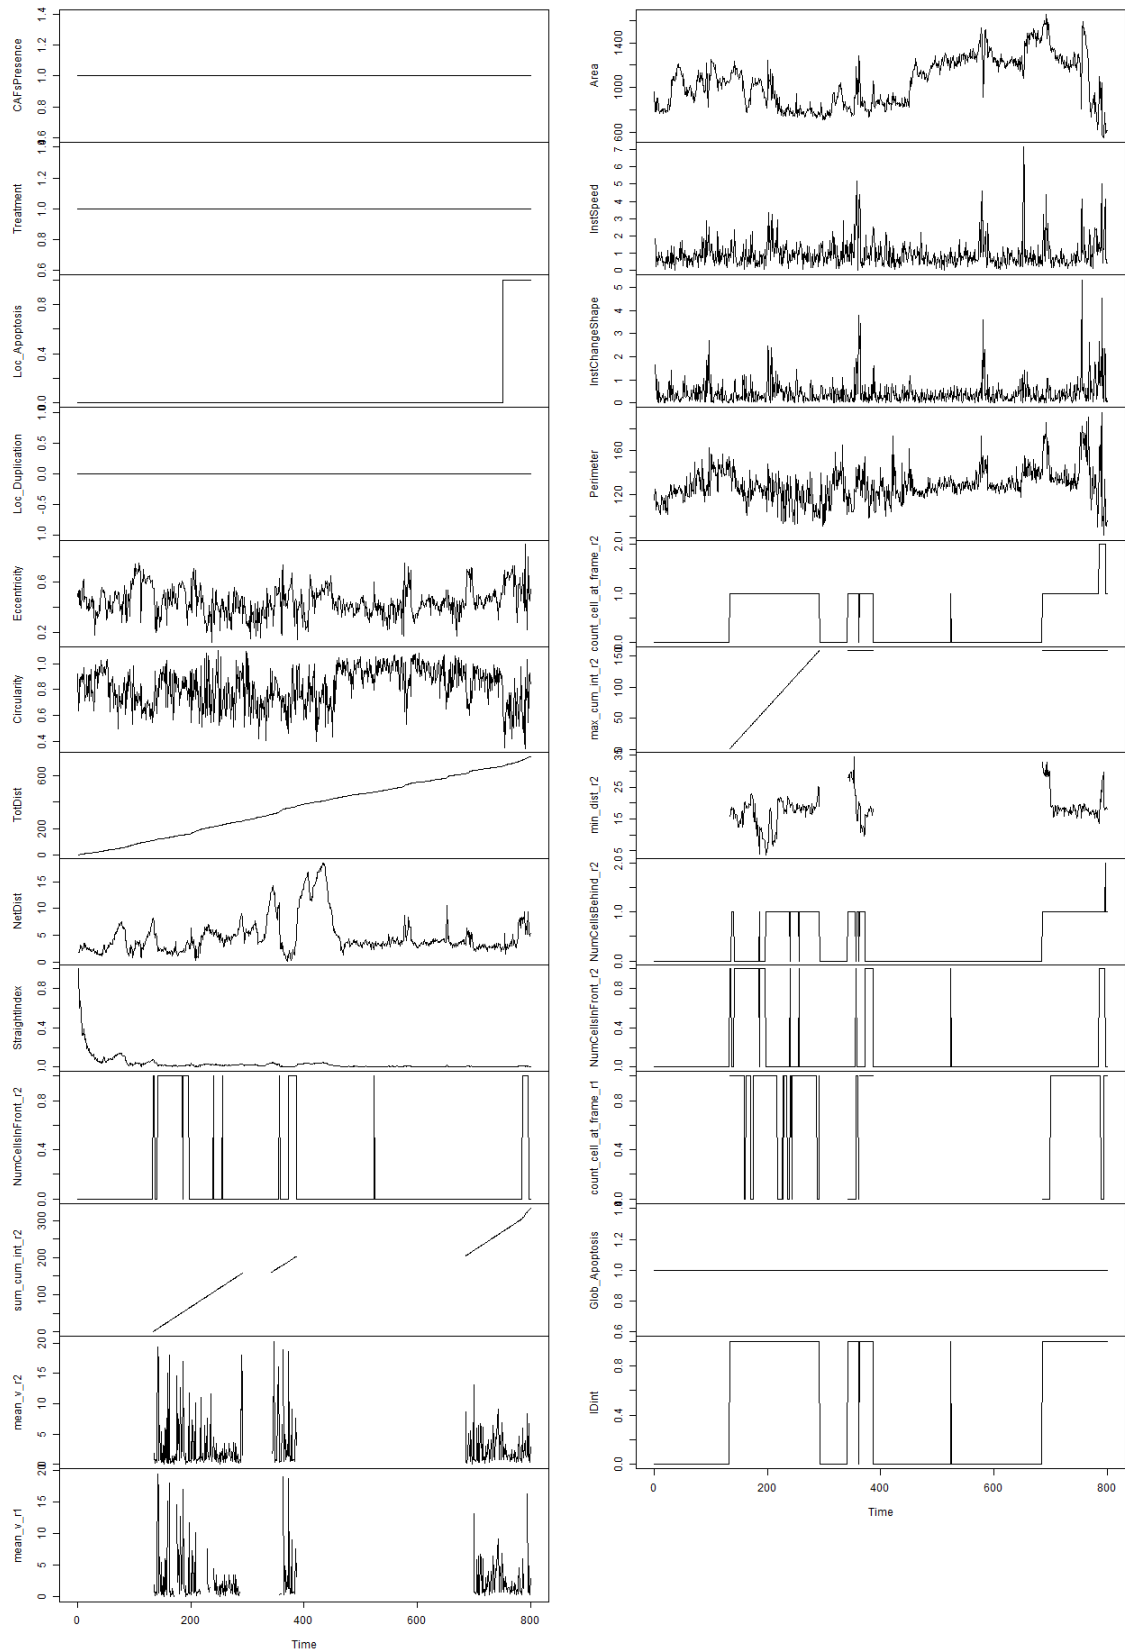 CAFsPresence
0.6 0.8 1.0 1.2 1.4
Treatment
0.6 0.8 1.0 1.2 1.4
Loc_Apoptosis
0.0 0.4 0.8
Loc_Duplication
-1.0 -0.5 0.0 0.5 1.0
Eccentricity
0.2 0.6
Circularity
0.4 0.6 0.8 1.0
TotDist
0 200 600
NetDist
0 5 10 15
StraightIndex
0.0 0.4 0.8
NumCellsInFront_r2
0.0 0.4 0.8
sum_cum_int_r2
0 100 200 300
mean_v_r2
0 5 10 15 20
mean_v_r1
0 5 10 15 20
0 200 400 600 800
Time
Area
600 1000 1400
InstSpeed
0 1 2 3 4 5 6 7
InstChangeShape
0 1 2 3 4 5
Perimeter
120 160
count_cell_at_frame_r2
0.0 1.0 2.0
max_cum_int_r2
0 50 100 150
min_dist_r2
5 15 25 35
NumCellsBehind_r2
0.0 1.0 2.0
NumCellsInFront_r2
0.0 0.4 0.8
count_cell_at_frame_r1
0.0 0.4 0.8
Glob_Apoptosis
0.6 0.8 1.0 1.2 1.4
IDint
0.0 0.4 0.8
0 200 400 600 800
Time